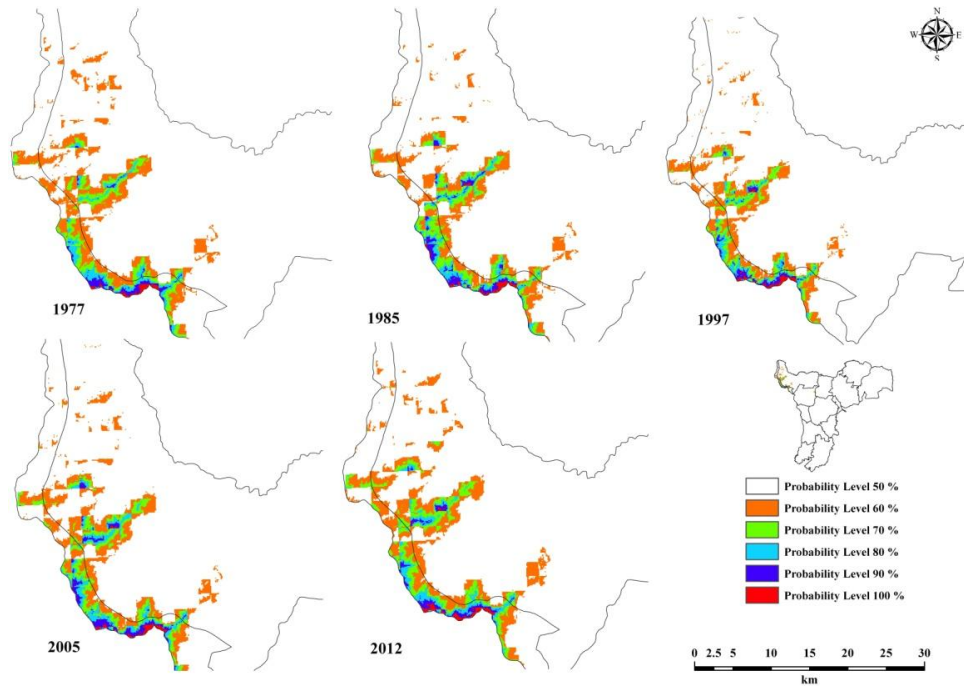 N
W E
S
1977
1985
1997
2005
2012
Probability Level 50 %
Probability Level 60 %
Probability Level 70 %
Probability Level 80 %
Probability Level 90 %
Probability Level 100 %
0 2.5 5 10 15 20 25 30
km